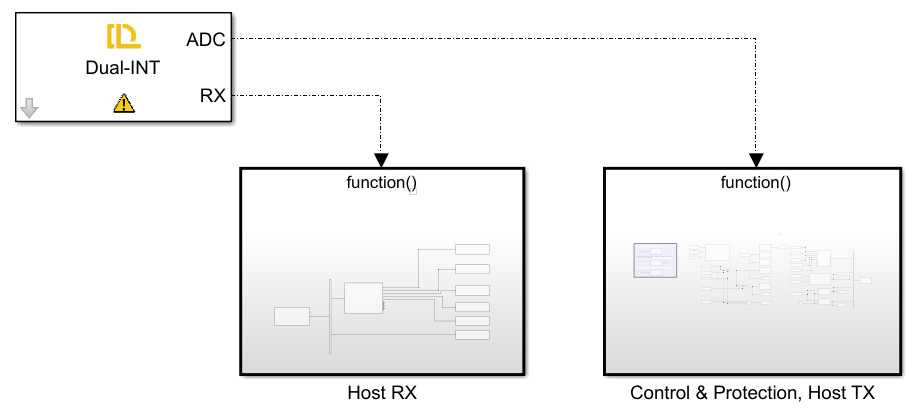 ADC
Dual-INT
RX
function()
function()
Host RX
Control & Protection, Host TX